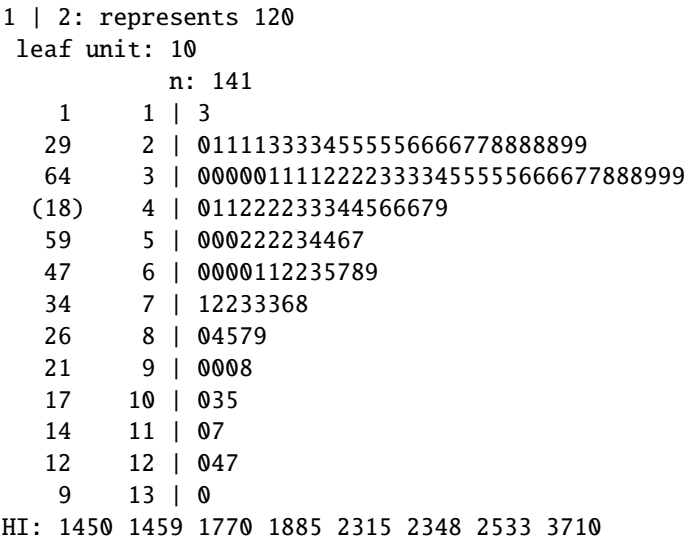 1 | 2: represents 120
leaf unit: 10
n: 141
1 1 | 3
29 2 | 0111133334555556666778888899
64 3 | 00000111122223333455555666677888999
(18) 4 | 011222233344566679
59 5 | 000222234467
47 6 | 0000112235789
34 7 | 12233368
26 8 | 04579
21 9 | 0008
17 10 | 035
14 11 | 07
12 12 | 047
9 13 | 0
HI: 1450 1459 1770 1885 2315 2348 2533 3710